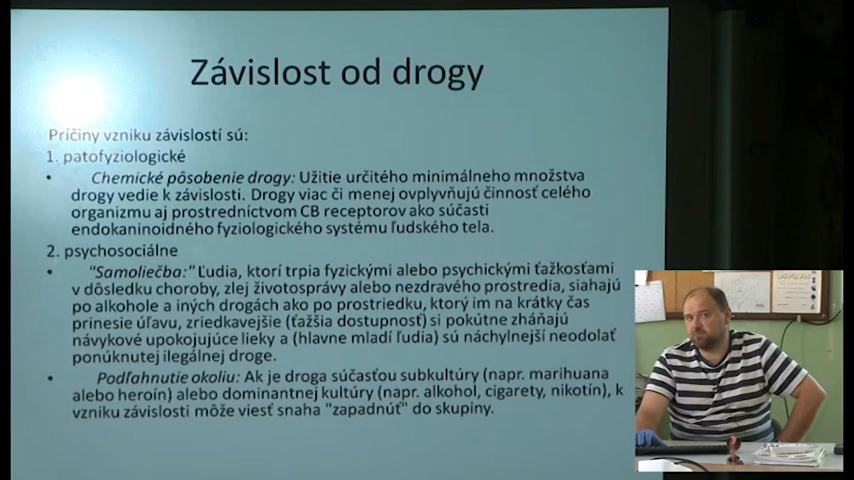 Závislost od drogy
Príčiny vzniku závislostí sú:
1. patofyziologické
• Chemické pôsobenie drogy: Užitie určitého minimálneho množstva
drogy vedie k závislosti. Drogy viac či menej ovplyvňujú činnosť celého
organizmu aj prostredníctvom CB receptorov ako súčasti
endokaninoidného fyziologického systému ľudského tela.
2. psychosociálne
• "Samoliečba:" Ľudia, ktorí trpia fyzickými alebo psychickými ťažkosťami
v dôsledku choroby, zlej životosprávy alebo nezdravého prostredia, siahajú
po alkohole a iných drogách ako po prostriedku, ktorý im na krátky čas
prinesie úľavu, zriedkavejšie (ťažšia dostupnosť) si pokútne zháňajú
návykové upokojujúce lieky a (hlavne mladí ľudia) sú náchylnejší neodolať
ponúknutej ilegálnej droge.
• Podľahnutie okoliu: Ak je droga súčasťou subkultúry (napr. marihuana
alebo heroín) alebo dominantnej kultúry (napr. alkohol, cigarety, nikotín), k
vzniku závislosti môže viesť snaha "zapadnúť" do skupiny.